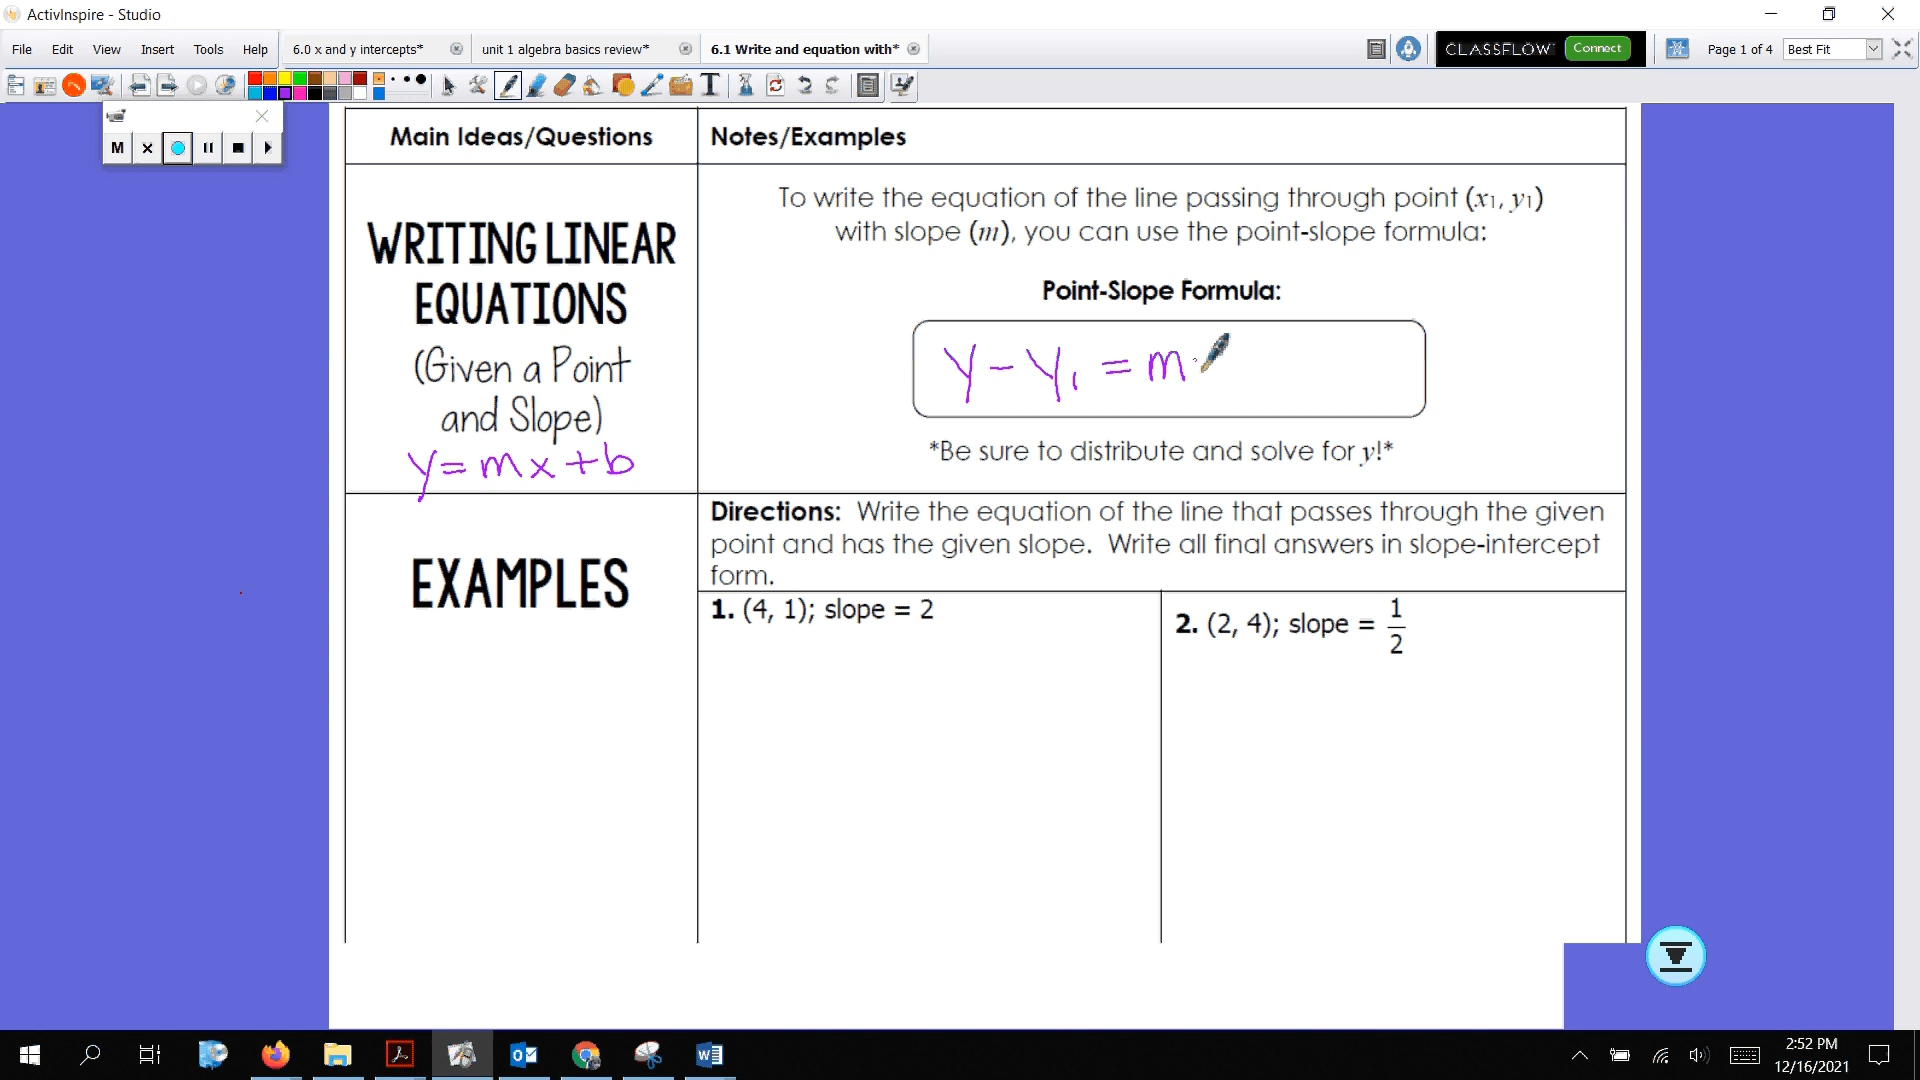 ActivInspire - Studio
File Edit View Insert Tools Help
6.0 x and y intercepts* unit 1 algebra basics review* 6.1 Write and equation with*
CLASSFLOW Connect
Page 1 of 4 Best Fit
T
M x
Main Ideas/Questions
Notes/Examples
WRITING LINEAR
EQUATIONS
(Given a Point
and Slope)
y = mx + b
To write the equation of the line passing through point (x₁, y₁)
with slope (m), you can use the point-slope formula:
Point-Slope Formula:
y - y₁ = m
*Be sure to distribute and solve for y!*
EXAMPLES
Directions: Write the equation of the line that passes through the given
point and has the given slope. Write all final answers in slope-intercept
form.
1. (4, 1); slope = 2
2. (2, 4); slope = 1/2
2:52 PM
12/16/2021